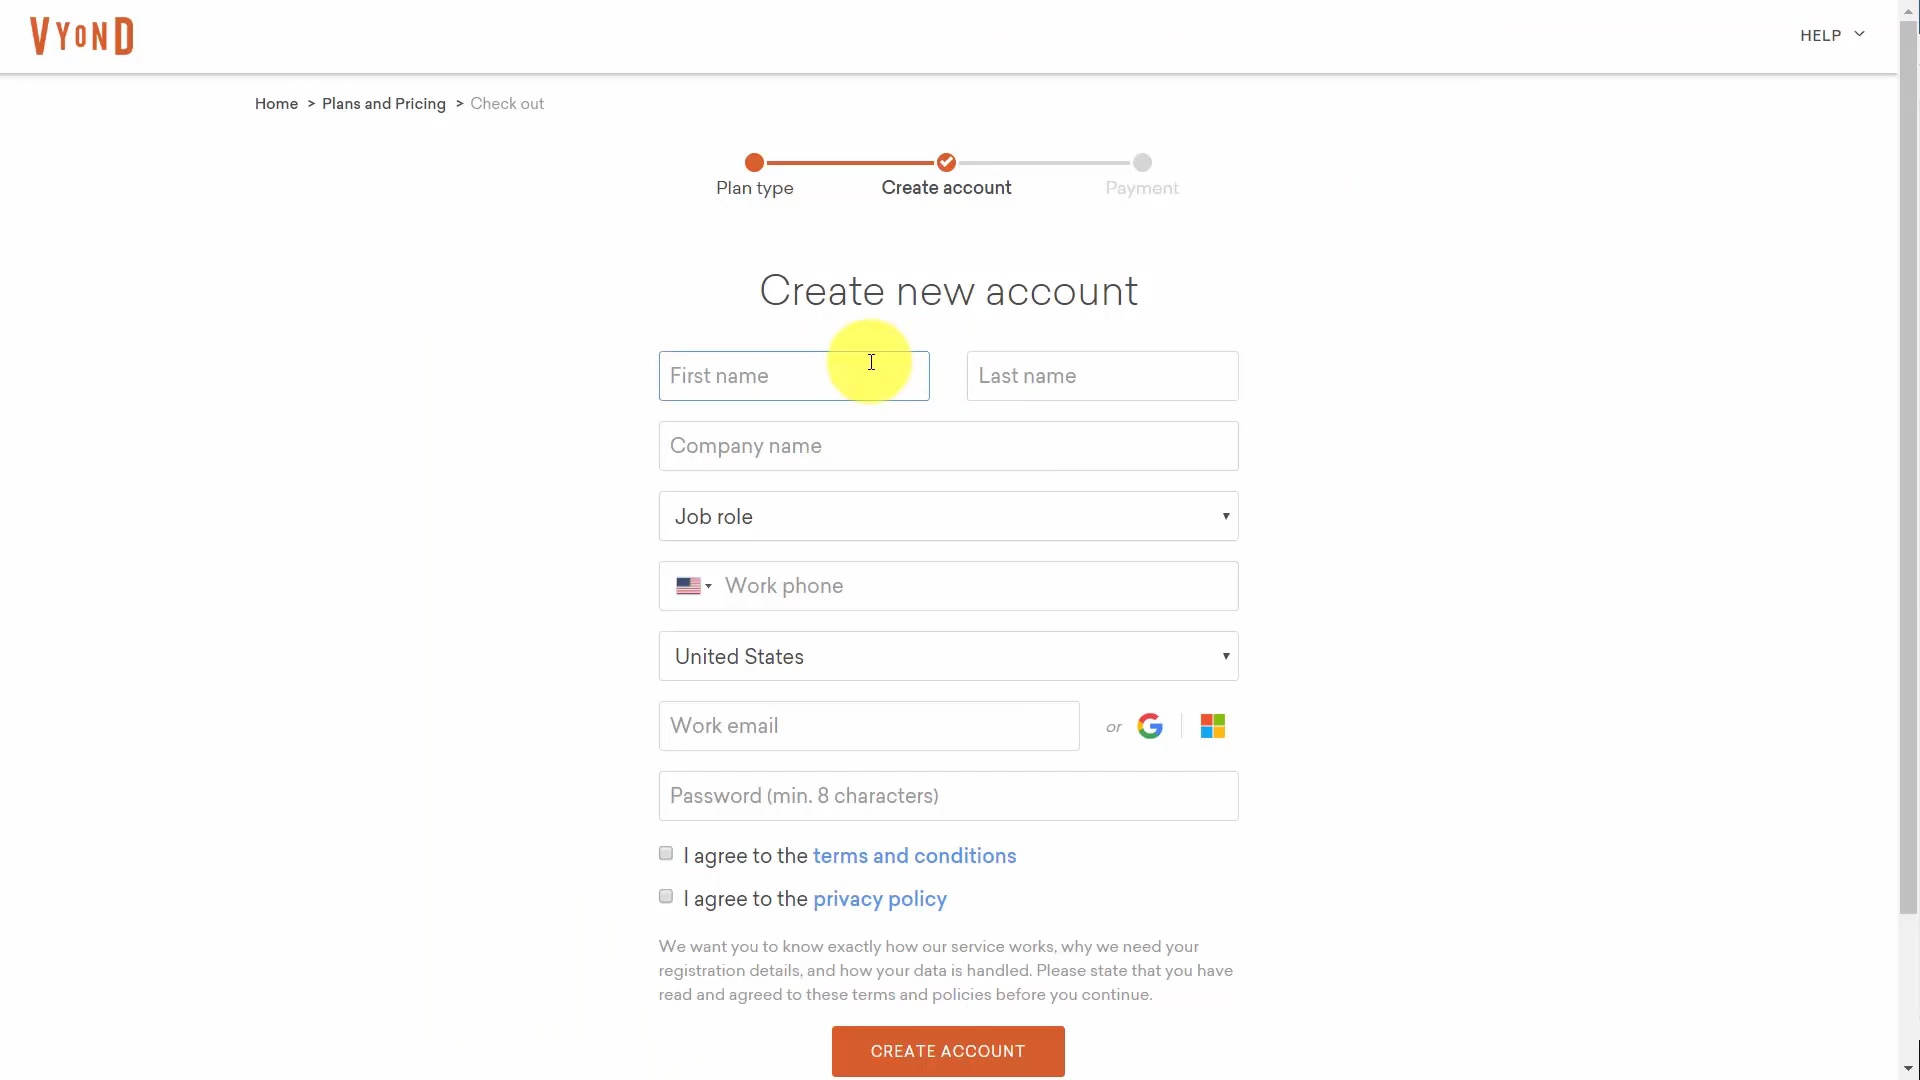 VYOND
HELP
Home > Plans and Pricing > Check out
Plan type
Create account
Payment
Create new account
First name
Last name
Company name
Job role
Work phone
United States
Work email
or
Password (min. 8 characters)
I agree to the terms and conditions
I agree to the privacy policy
We want you to know exactly how our service works, why we need your
registration details, and how your data is handled. Please state that you have
read and agreed to these terms and policies before you continue.
CREATE ACCOUNT